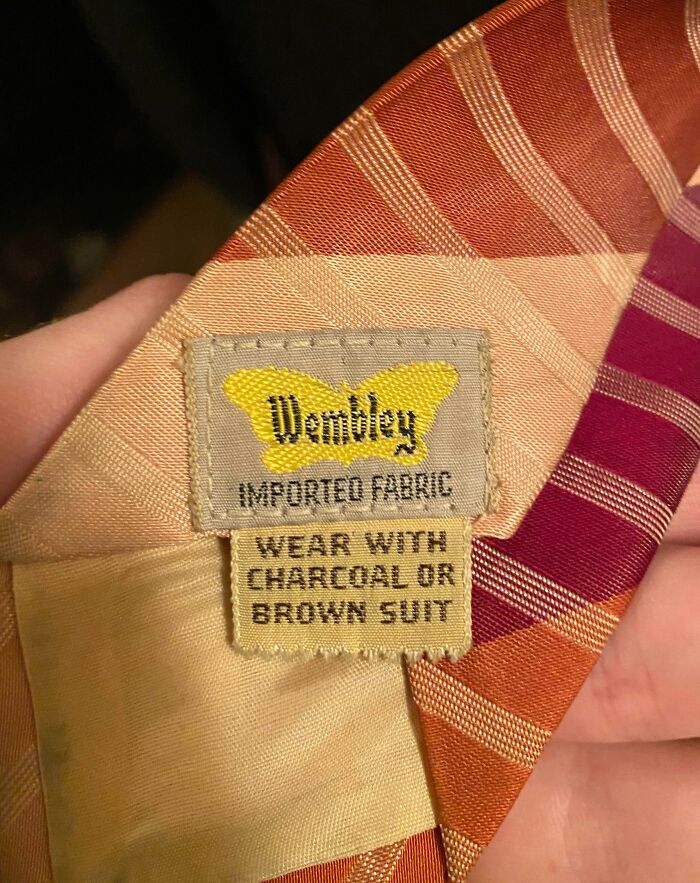 Wembley
IMPORTED FABRIC
WEAR WITH
CHARCOAL OR
BROWN SUIT